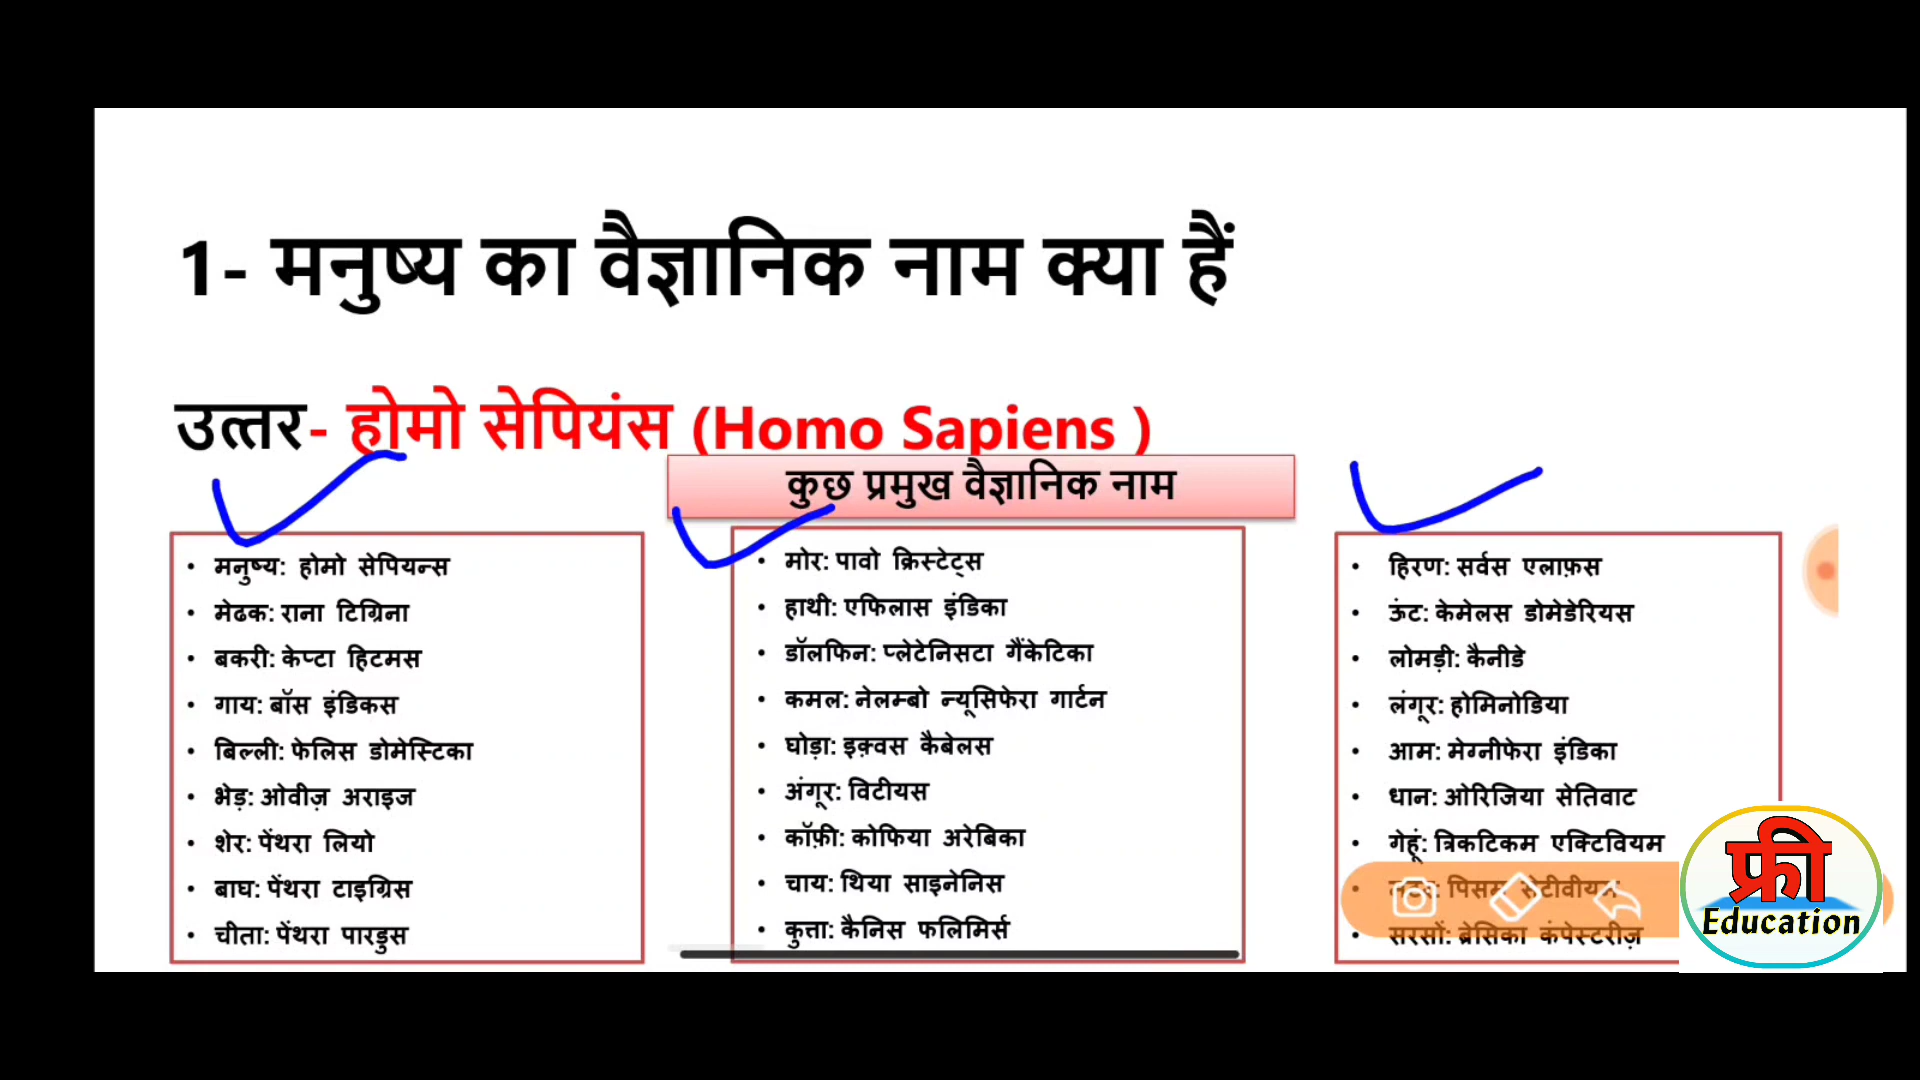 1- मनुष्य का वैज्ञानिक नाम क्या हैं
उत्तर- होमो सेपियंस (Homo Sapiens )
कुछ प्रमुख वैज्ञानिक नाम
• मनुष्य: होमो सेपियन्स
• मेढक: राना टिग्रिना
• बकरी: केप्टा हिटमस
• गाय: बॉस इंडिकस
• बिल्ली: फेलिस डोमेस्टिका
• भेड़: ओवीज़ अराइज
• शेर: पेंथरा लियो
• बाघ: पेंथरा टाइग्रिस
• चीता: पेंथरा पारडुस
• मोर: पावो क्रिस्टेट्स
• हाथी: एफिलास इंडिका
• डॉलफिन: प्लेटेनिसटा गैंकेटिका
• कमल: नेलम्बो न्यूसिफेरा गार्टन
• घोड़ा: इक़्वस कैबेलस
• अंगूर: विटीयस
• कॉफ़ी: कोफिया अरेबिका
• चाय: थिया साइनेनिस
• कुत्ता: कैनिस फलिमिर्स
• हिरण: सर्वस एलाफ़स
• ऊंट: केमेलस डोमेडेरियस
• लोमड़ी: कैनीडे
• लंगूर: होमिनोडिया
• आम: मेग्नीफेरा इंडिका
• धान: ओरिजिया सेतिवाट
• गेहूं: त्रिकटिकम एक्टिवियम
• पिसम सेटीवीयम
• सरसों: ब्रेसिका कंपेस्टरीज़
फ्री
Education